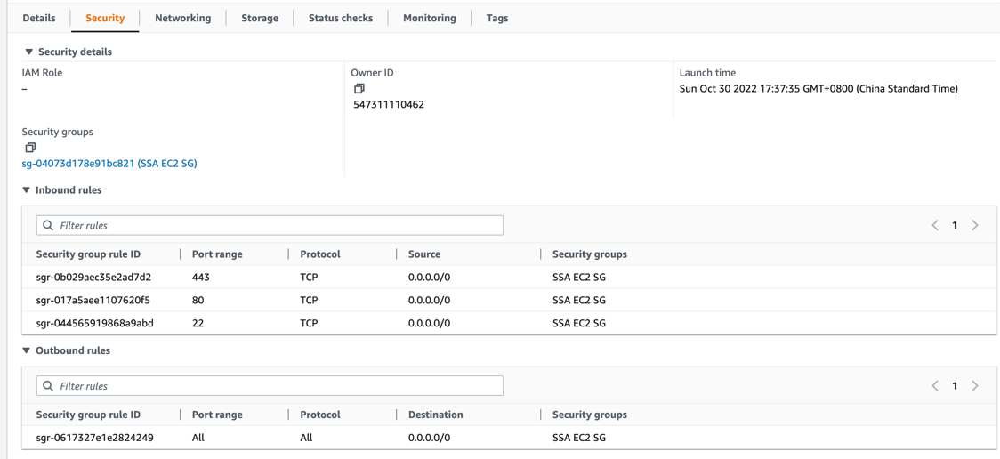 Details Security Networking Storage Status checks Monitoring Tags
Security details
IAM Role Owner ID Launch time
– Sun Oct 30 2022 17:37:35 GMT+0800 (China Standard Time)
547311110462
Security groups
sg-04073d178e91bc821 (SSA EC2 SG)
Inbound rules
Filter rules 1
Security group rule ID Port range Protocol Source Security groups
sgr-0b029aec35e2ad7d2 443 TCP 0.0.0.0/0 SSA EC2 SG
sgr-017a5aee1107620f5 80 TCP 0.0.0.0/0 SSA EC2 SG
sgr-044565919868a9abd 22 TCP 0.0.0.0/0 SSA EC2 SG
Outbound rules
Filter rules 1
Security group rule ID Port range Protocol Destination Security groups
sgr-0617327e1e2824249 All All 0.0.0.0/0 SSA EC2 SG